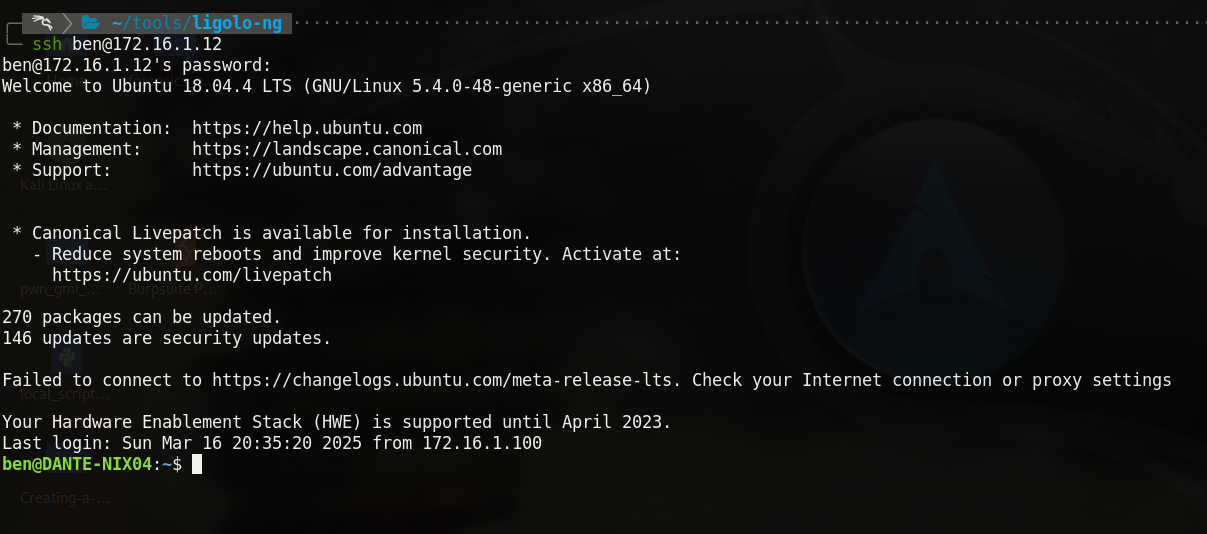 ~/tools/ligolo-ng
ssh ben@172.16.1.12
ben@172.16.1.12's password:
Welcome to Ubuntu 18.04.4 LTS (GNU/Linux 5.4.0-48-generic x86_64)
* Documentation:  https://help.ubuntu.com
* Management:     https://landscape.canonical.com
* Support:        https://ubuntu.com/advantage
Kali Linux a...
* Canonical Livepatch is available for installation.
- Reduce system reboots and improve kernel security. Activate at:
https://ubuntu.com/livepatch
pwn_gmi_... Burpsuite P...
270 packages can be updated.
146 updates are security updates.
Failed to connect to https://changelogs.ubuntu.com/meta-release-lts. Check your Internet connection or proxy settings
local_script...
Your Hardware Enablement Stack (HWE) is supported until April 2023.
Last login: Sun Mar 16 20:35:20 2025 from 172.16.1.100
ben@DANTE-NIX04:~$
Creating-a-...